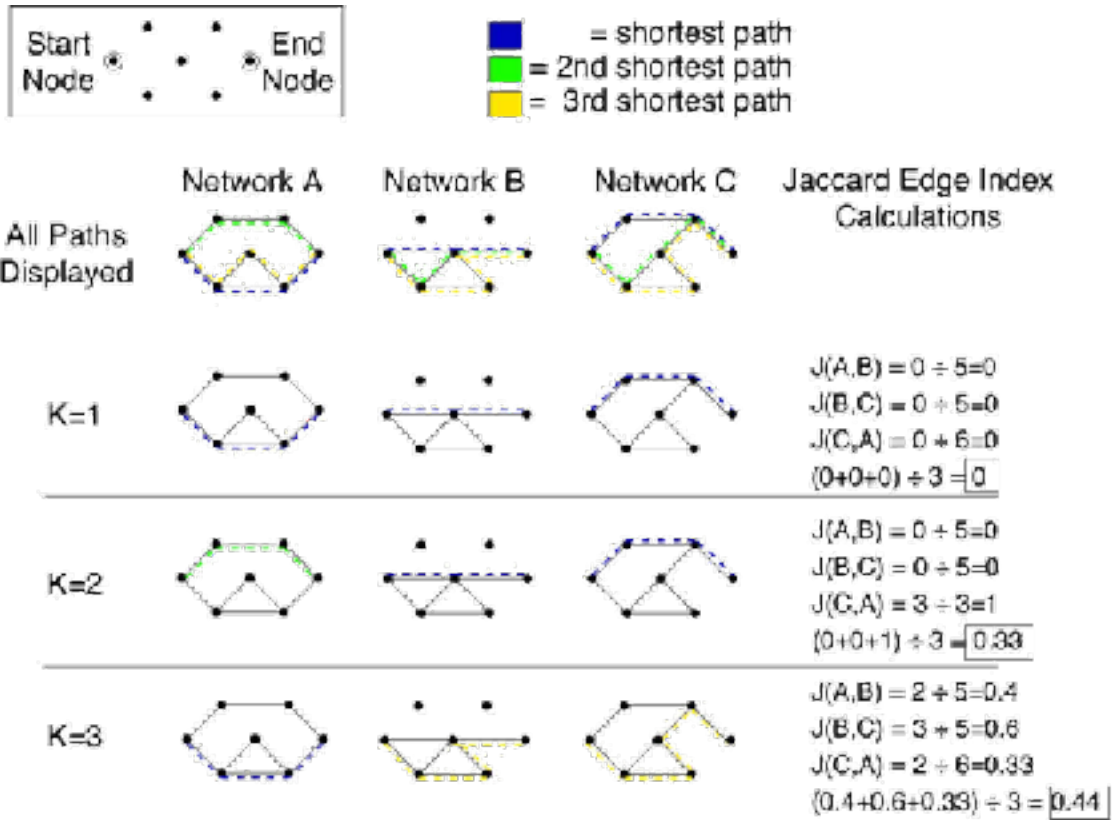 Start Node
End Node
= shortest path
= 2nd shortest path
= 3rd shortest path
Network A
Network B
Network C
Jaccard Edge Index
Calculations
All Paths
Displayed
K=1
J(A,B) = 0 ÷ 5=0
J(B,C) = 0 ÷ 5=0
J(C,A) = 0 ÷ 6=0
(0+0+0) ÷ 3 = 0
K=2
J(A,B) = 0 ÷ 5=0
J(B,C) = 0 ÷ 5=0
J(C,A) = 3 ÷ 3=1
(0+0+1) ÷ 3 = 0.33
K=3
J(A,B) = 2 ÷ 5=0.4
J(B,C) = 3 ÷ 5=0.6
J(C,A) = 2 ÷ 6=0.33
(0.4+0.6+0.33) ÷ 3 = 0.44